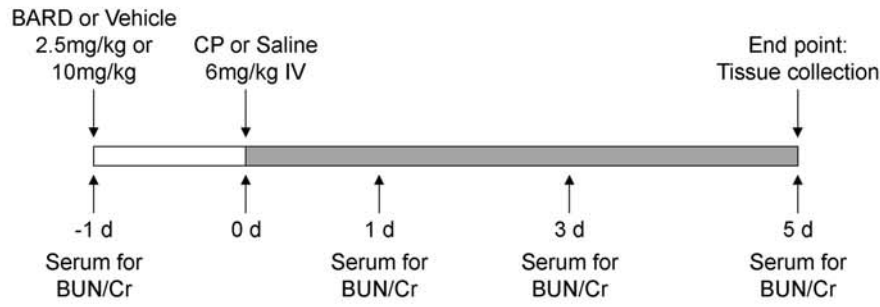 BARD or Vehicle
2.5mg/kg or
10mg/kg
CP or Saline
6mg/kg IV
End point:
Tissue collection
-1 d
0 d
1 d
3 d
5 d
Serum for
BUN/Cr
Serum for
BUN/Cr
Serum for
BUN/Cr
Serum for
BUN/Cr